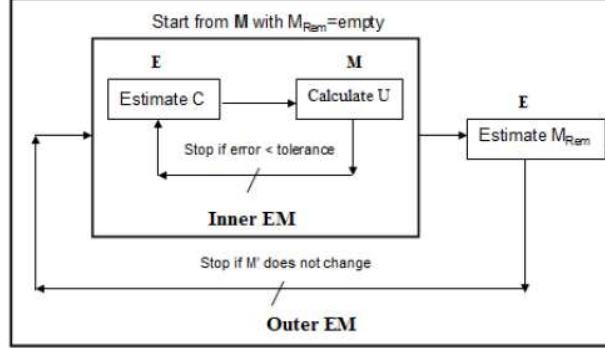 Start from M with M_Rem=empty
E
M
Estimate C
Calculate U
E
Estimate M_Rem
Stop if error < tolerance
Inner EM
Stop if M' does not change
Outer EM